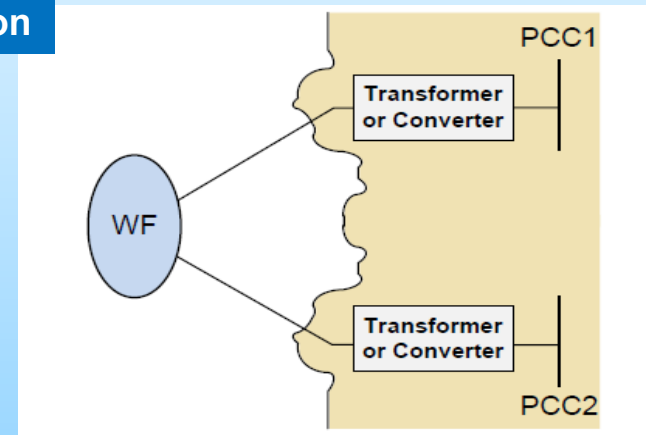 on
PCC1
Transformer
or Converter
WF
Transformer
or Converter
PCC2